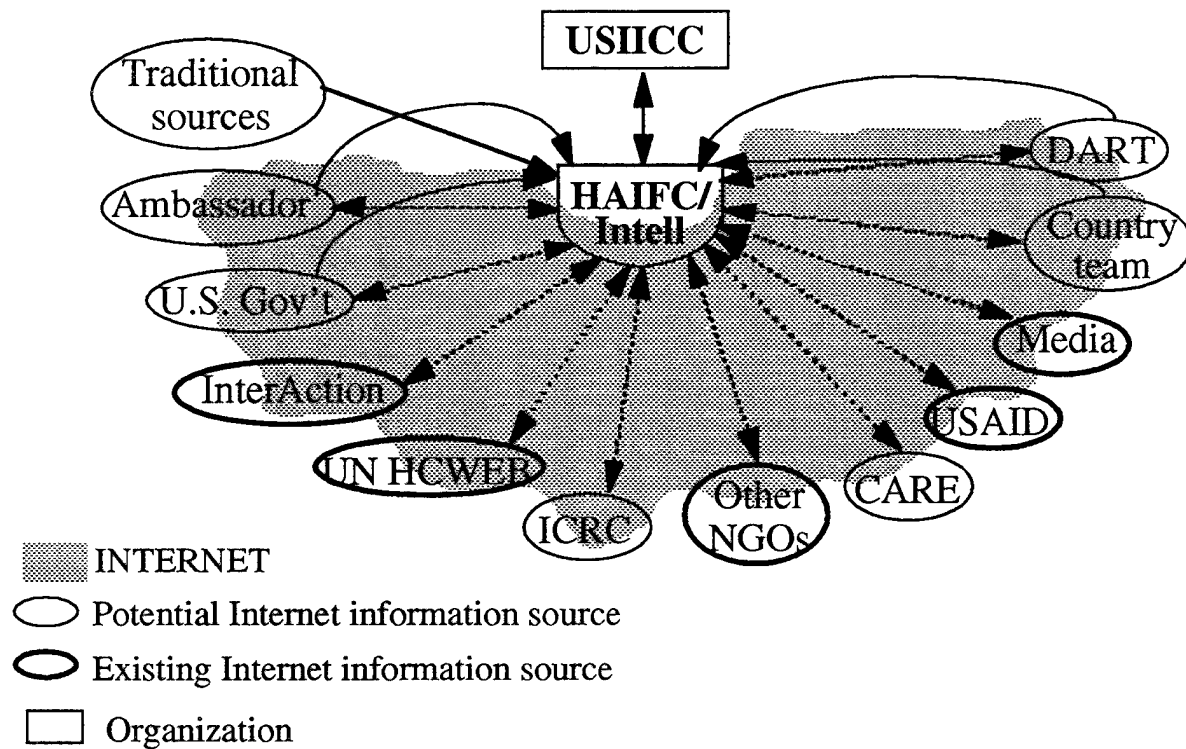 USIICC
Traditional
sources
HAIFC/
Intell
DART
Ambassador
Country
team
U.S. Gov't
Media
InterAction
USAID
UN HCWEB
CARE
Other
NGOs
ICRC
INTERNET
Potential Internet information source
Existing Internet information source
Organization